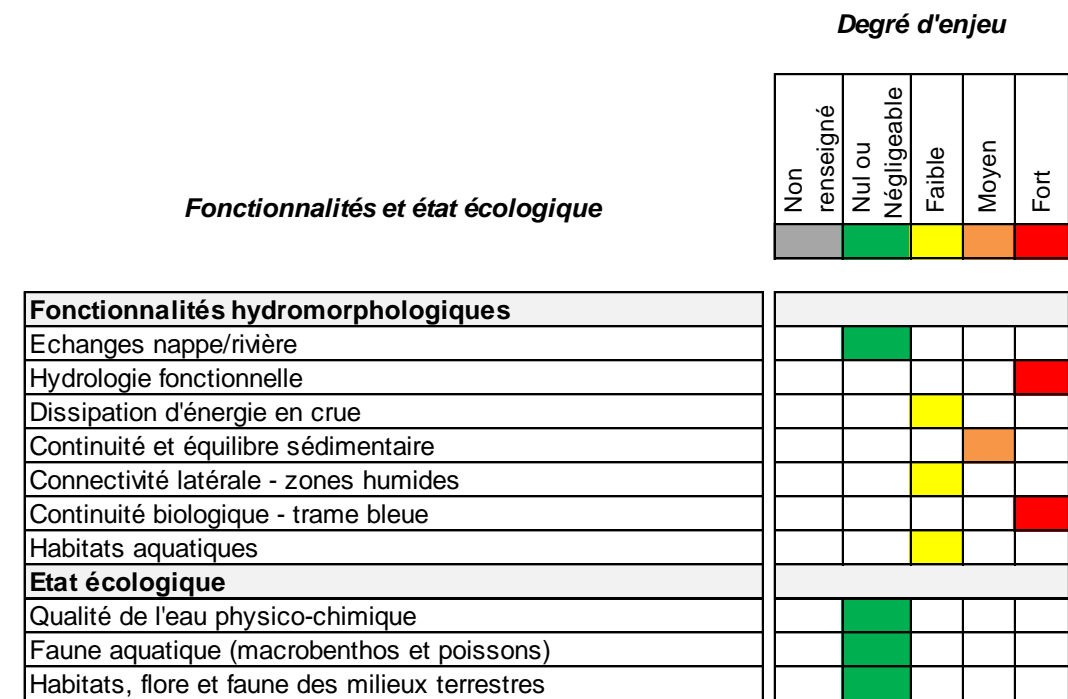 Degré d'enjeu
Fonctionnalités et état écologique
Non
renseigné
Nul ou
Négligeable
Faible
Moyen
Fort
Fonctionnalités hydromorphologiques
Echanges nappe/rivière
Hydrologie fonctionnelle
Dissipation d'énergie en crue
Continuité et équilibre sédimentaire
Connectivité latérale - zones humides
Continuité biologique - trame bleue
Habitats aquatiques
Etat écologique
Qualité de l'eau physico-chimique
Faune aquatique (macrobenthos et poissons)
Habitats, flore et faune des milieux terrestres